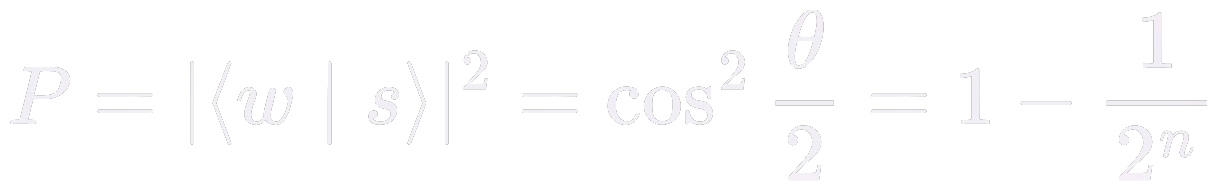 P = |⟨w | s⟩|² = cos² θ/2 = 1 − 1/2ⁿ